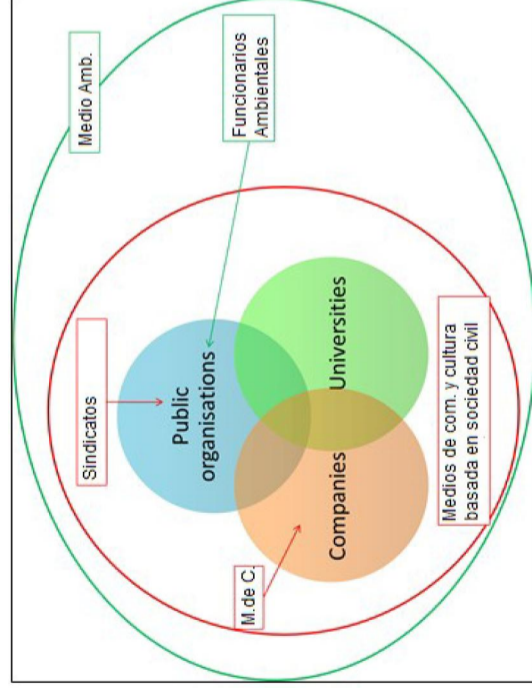 Medio Amb.
Funcionarios
Ambientales
Sindicatos
Public
organisations
M.de C.
Companies
Universities
Medios de com. y cultura
basada en sociedad civil